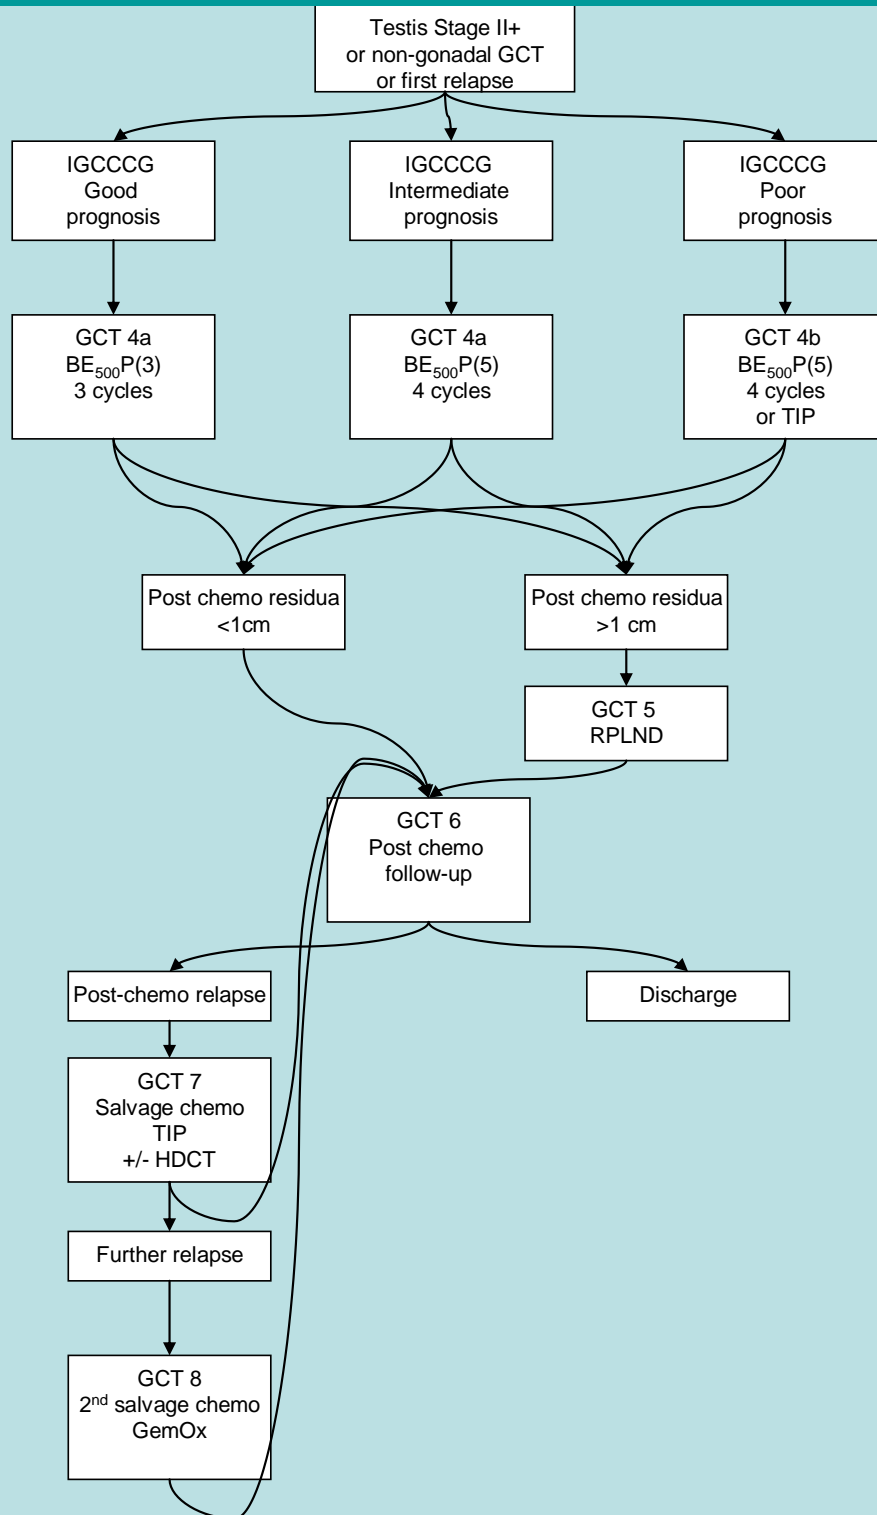 Testis Stage II+
or non-gonadal GCT
or first relapse
IGCCCG
Good
prognosis
IGCCCG
Intermediate
prognosis
IGCCCG
Poor
prognosis
GCT 4a
BE500P(3)
3 cycles
GCT 4a
BE500P(5)
4 cycles
GCT 4b
BE500P(5)
4 cycles
or TIP
Post chemo residua
<1cm
Post chemo residua
>1 cm
GCT 5
RPLND
GCT 6
Post chemo
follow-up
Post-chemo relapse
Discharge
GCT 7
Salvage chemo
TIP
+/- HDCT
Further relapse
GCT 8
2nd salvage chemo
GemOx